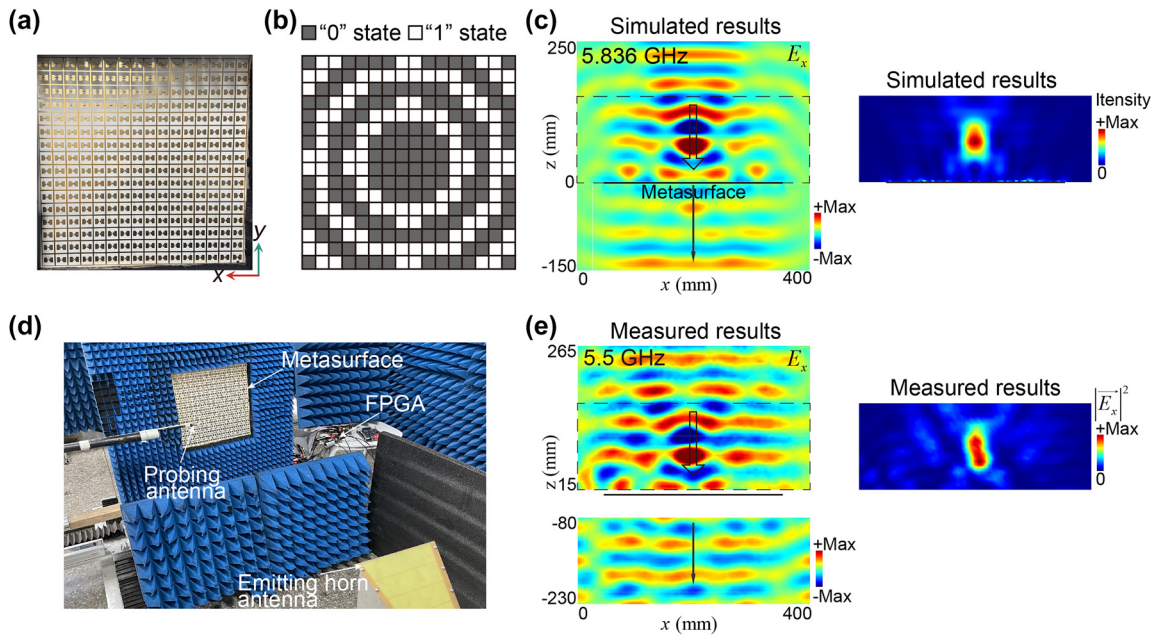 (a)
x
y
(b)
"0" state
"1" state
(c)
Simulated results
5.836 GHz
Ex
250
z (mm)
0
-150
Metasurface
+Max
-Max
0
400
x (mm)
Simulated results
Itensity
+Max
0
(d)
Metasurface
FPGA
Probing
antenna
Emitting horn
antenna
(e)
Measured results
5.5 GHz
Ex
265
z (mm)
15
-80
-230
+Max
-Max
0
400
x (mm)
Measured results
|Ex|²
+Max
0